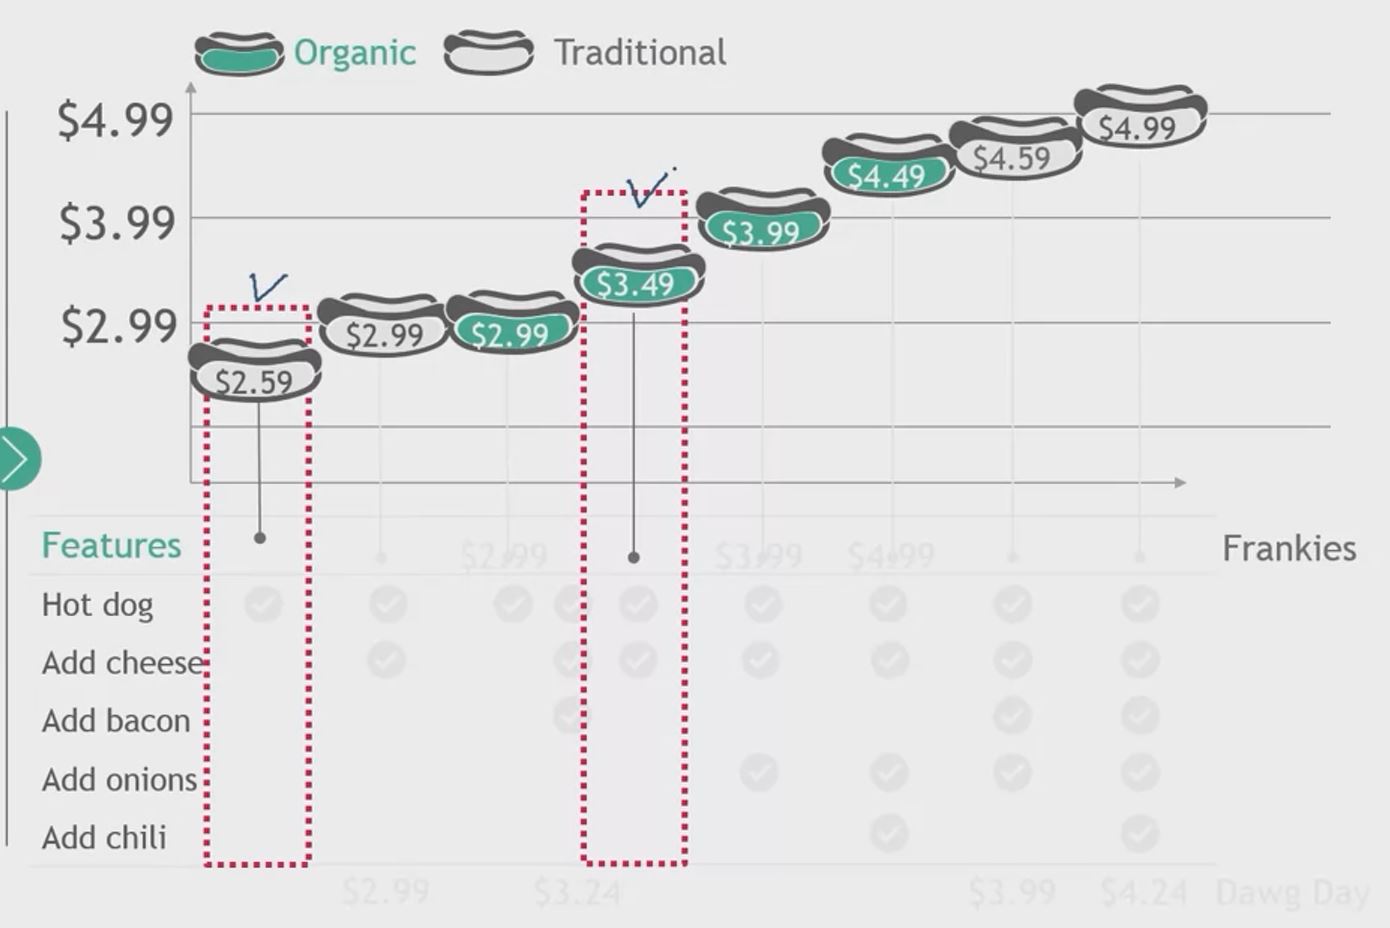 Organic Traditional
$4.99
$3.99
$2.99
$4.99
$4.59
$4.49
$3.99
$3.49
$2.99
$2.99
$2.59
Features $2.99 $3.99 $4.99 Frankies
Hot dog
Add cheese
Add bacon
Add onions
Add chili
$2.99 $3.24 $3.99 $4.24 Dawg Day